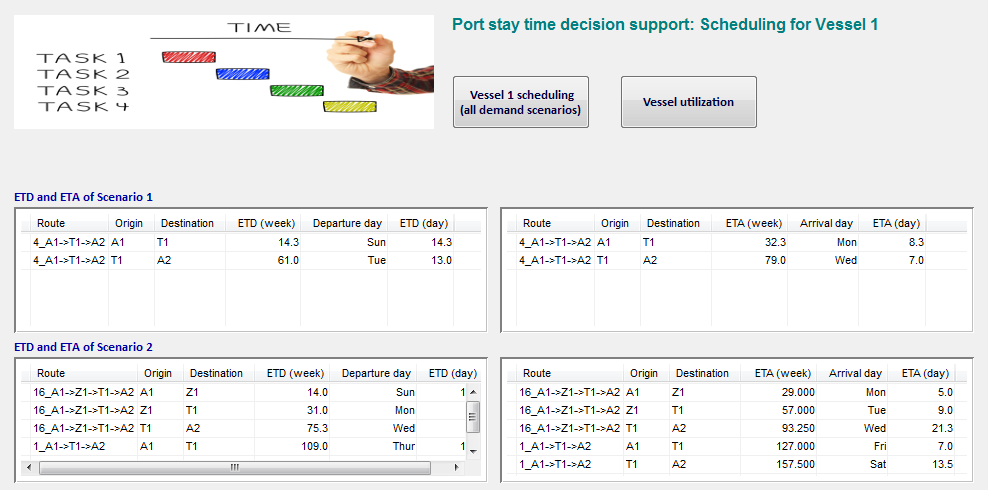 TIME
TASK 1
TASK 2
TASK 3
TASK 4
Port stay time decision support: Scheduling for Vessel 1
Vessel 1 scheduling
(all demand scenarios)
Vessel utilization
ETD and ETA of Scenario 1
Route Origin Destination ETD (week) Departure day ETD (day)
4_A1->T1->A2 A1 T1 14.3 Sun 14.3
4_A1->T1->A2 T1 A2 61.0 Tue 13.0
Route Origin Destination ETA (week) Arrival day ETA (day)
4_A1->T1->A2 A1 T1 32.3 Mon 8.3
4_A1->T1->A2 T1 A2 79.0 Wed 7.0
ETD and ETA of Scenario 2
Route Origin Destination ETD (week) Departure day ETD (day)
16_A1->Z1->T1->A2 A1 Z1 14.0 Sun 1
16_A1->Z1->T1->A2 Z1 T1 31.0 Mon
16_A1->Z1->T1->A2 T1 A2 75.3 Wed
1_A1->T1->A2 A1 T1 109.0 Thur 1
Route Origin Destination ETA (week) Arrival day ETA (day)
16_A1->Z1->T1->A2 A1 Z1 29.000 Mon 5.0
16_A1->Z1->T1->A2 Z1 T1 57.000 Tue 9.0
16_A1->Z1->T1->A2 T1 A2 93.250 Wed 21.3
1_A1->T1->A2 A1 T1 127.000 Fri 7.0
1_A1->T1->A2 T1 A2 157.500 Sat 13.5